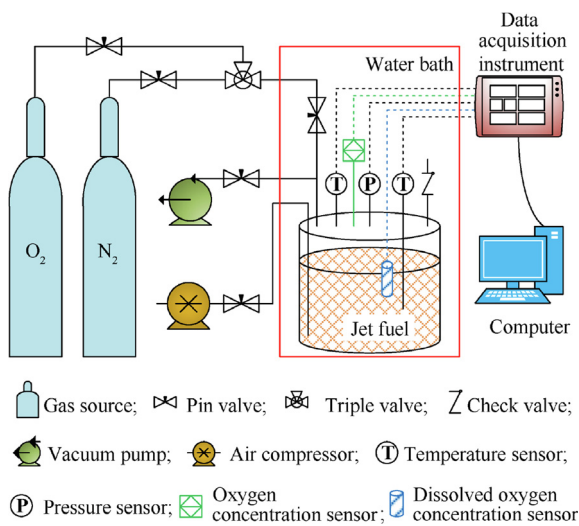 Data
acquisition
instrument
Water bath
T
P
T
O2
N2
Jet fuel
Computer
Gas source; Pin valve; Triple valve; Check valve;
Vacuum pump; Air compressor; T Temperature sensor;
P Pressure sensor; Oxygen
concentration sensor; Dissolved oxygen
concentration sensor